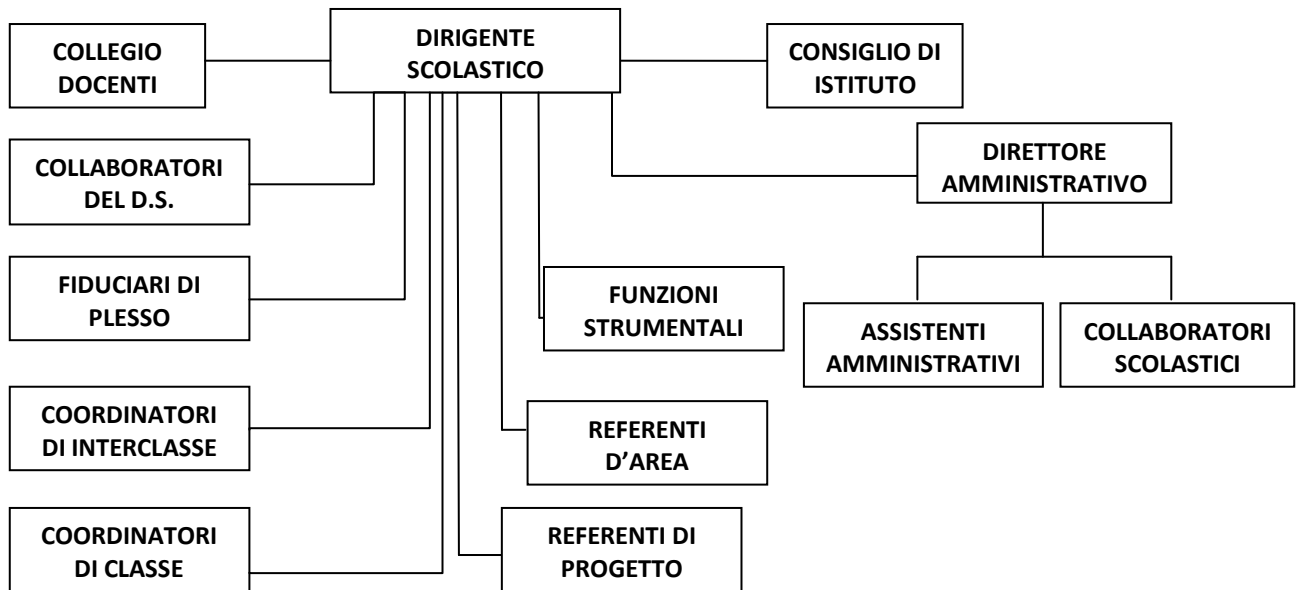 COLLEGIO
DOCENTI
DIRIGENTE
SCOLASTICO
CONSIGLIO DI
ISTITUTO
COLLABORATORI
DEL D.S.
DIRETTORE
AMMINISTRATIVO
FIDUCIARI DI
PLESSO
FUNZIONI
STRUMENTALI
ASSISTENTI
AMMINISTRATIVI
COLLABORATORI
SCOLASTICI
COORDINATORI
DI INTERCLASSE
REFERENTI
D’AREA
COORDINATORI
DI CLASSE
REFERENTI DI
PROGETTO